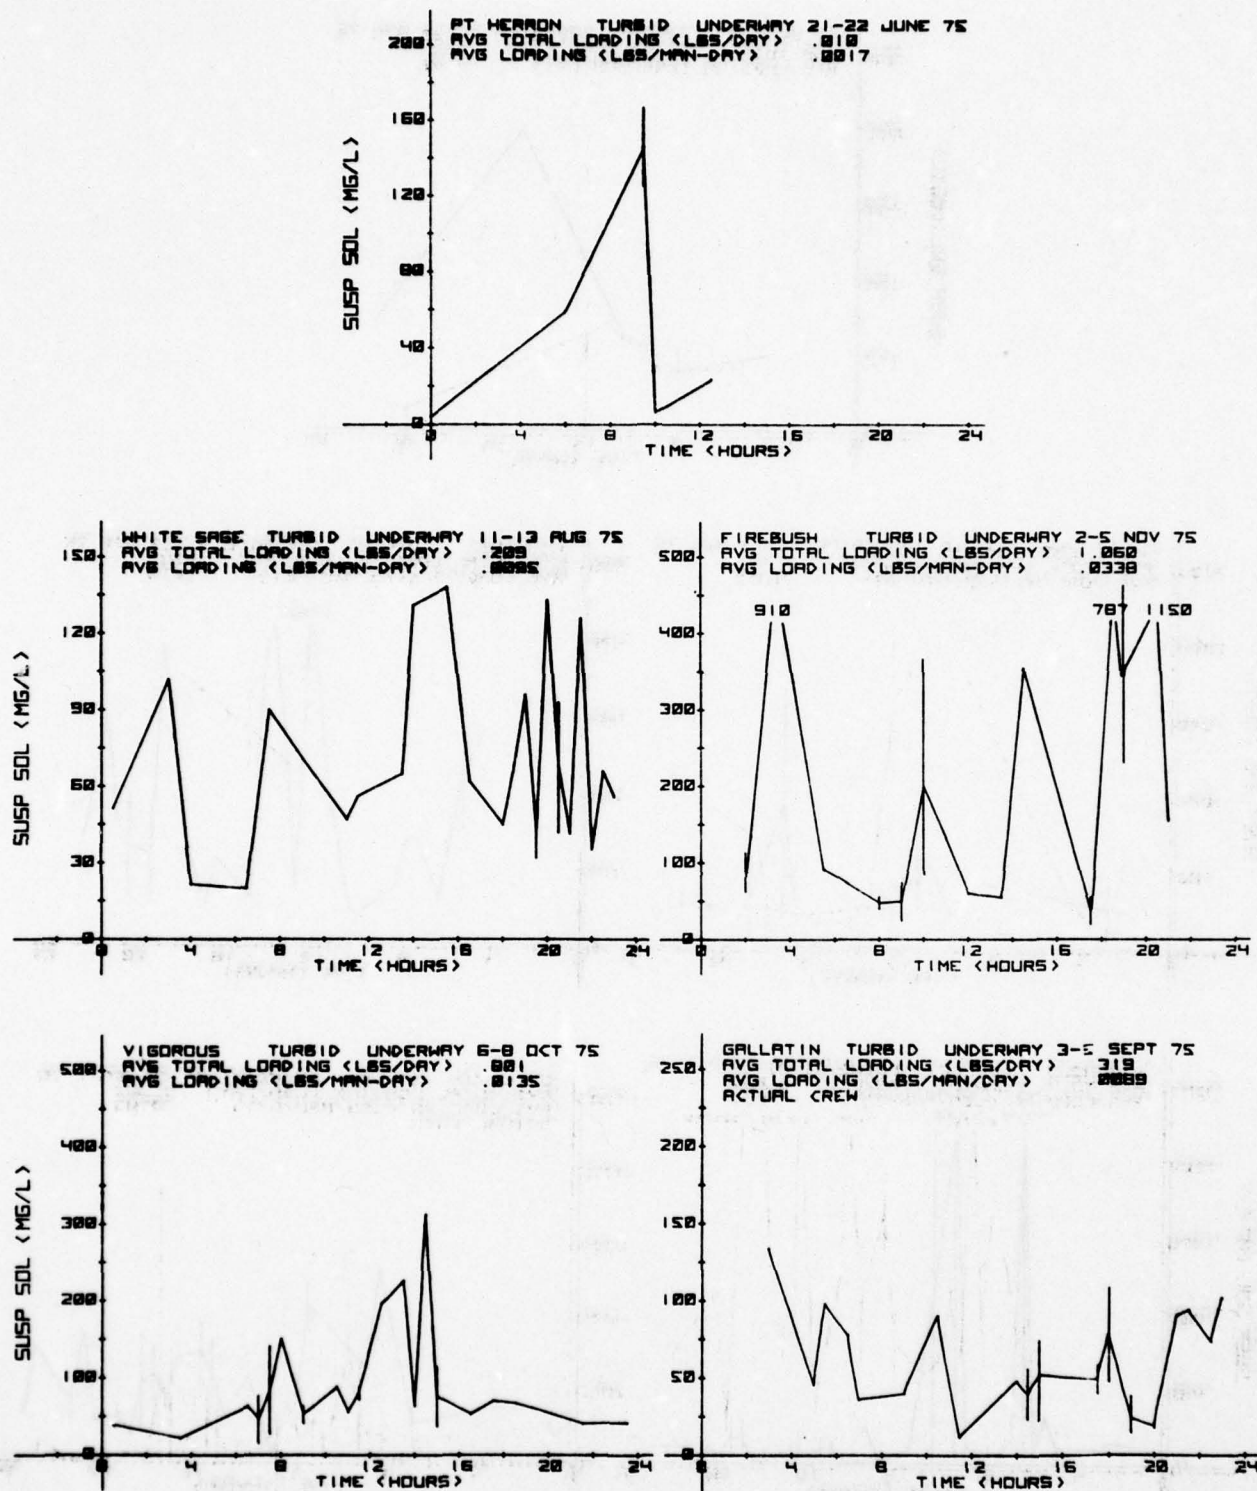 PT HERRON TURBID UNDERWAY 21-22 JUNE 75
AVG TOTAL LOADING <LBS/DAY> .010
AVG LOADING <LBS/MAN-DAY> .0017
200
160
120
80
40
0
SUSP SOL <MG/L>
0 4 8 12 16 20 24
TIME <HOURS>
WHITE SAGE TURBID UNDERWAY 11-13 AUG 75
AVG TOTAL LOADING <LBS/DAY> .209
AVG LOADING <LBS/MAN-DAY> .0095
150
120
90
60
30
0
SUSP SOL <MG/L>
0 4 8 12 16 20 24
TIME <HOURS>
FIREBUSH TURBID UNDERWAY 2-5 NOV 75
AVG TOTAL LOADING <LBS/DAY> 1.060
AVG LOADING <LBS/MAN-DAY> .0338
910 787 1150
500
400
300
200
100
0
0 4 8 12 16 20 24
TIME <HOURS>
VIGOROUS TURBID UNDERWAY 6-8 OCT 75
AVG TOTAL LOADING <LBS/DAY> .801
AVG LOADING <LBS/MAN-DAY> .0135
500
400
300
200
100
0
SUSP SOL <MG/L>
0 4 8 12 16 20 24
TIME <HOURS>
GALLATIN TURBID UNDERWAY 3-5 SEPT 75
AVG TOTAL LOADING <LBS/DAY> .319
AVG LOADING <LBS/MAN/DAY> .0089
ACTUAL CREW
250
200
150
100
50
0
0 4 8 12 16 20 24
TIME <HOURS>